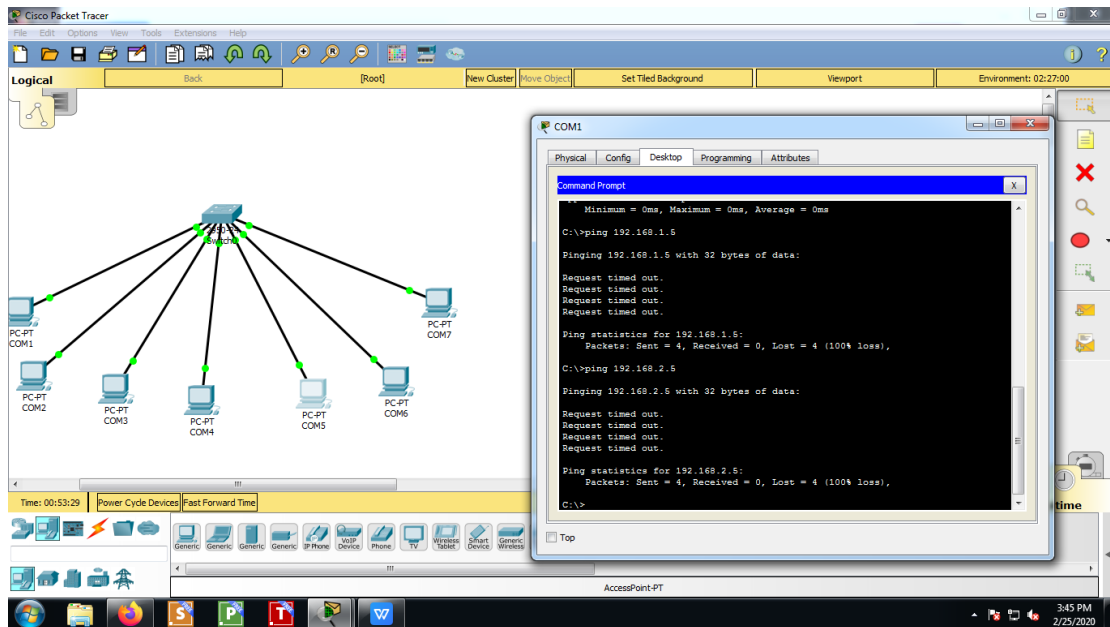 Cisco Packet Tracer
File Edit Options View Tools Extensions Help
Logical
Back
[Root]
New Cluster
Move Object
Set Tiled Background
Viewport
Environment: 02:27:00
COM1
Physical
Config
Desktop
Programming
Attributes
Command Prompt
X
Minimum = 0ms, Maximum = 0ms, Average = 0ms
C:\>ping 192.168.1.5
Pinging 192.168.1.5 with 32 bytes of data:
Request timed out.
Request timed out.
Request timed out.
Request timed out.
Ping statistics for 192.168.1.5:
Packets: Sent = 4, Received = 0, Lost = 4 (100% loss),
C:\>ping 192.168.2.5
Pinging 192.168.2.5 with 32 bytes of data:
Request timed out.
Request timed out.
Request timed out.
Request timed out.
Ping statistics for 192.168.2.5:
Packets: Sent = 4, Received = 0, Lost = 4 (100% loss),
C:\>
Top
PC-PT
COM1
PC-PT
COM2
PC-PT
COM3
PC-PT
COM4
PC-PT
COM5
PC-PT
COM6
PC-PT
COM7
Time: 00:53:29
Power Cycle Devices
Fast Forward Time
time
Generic
Generic
Generic
Generic
IP Phone
VoIP Device
Phone
TV
Wireless Tablet
Smart Device
Generic Wireless
AccessPoint-PT
S
P
T
W
3:45 PM
2/25/2020